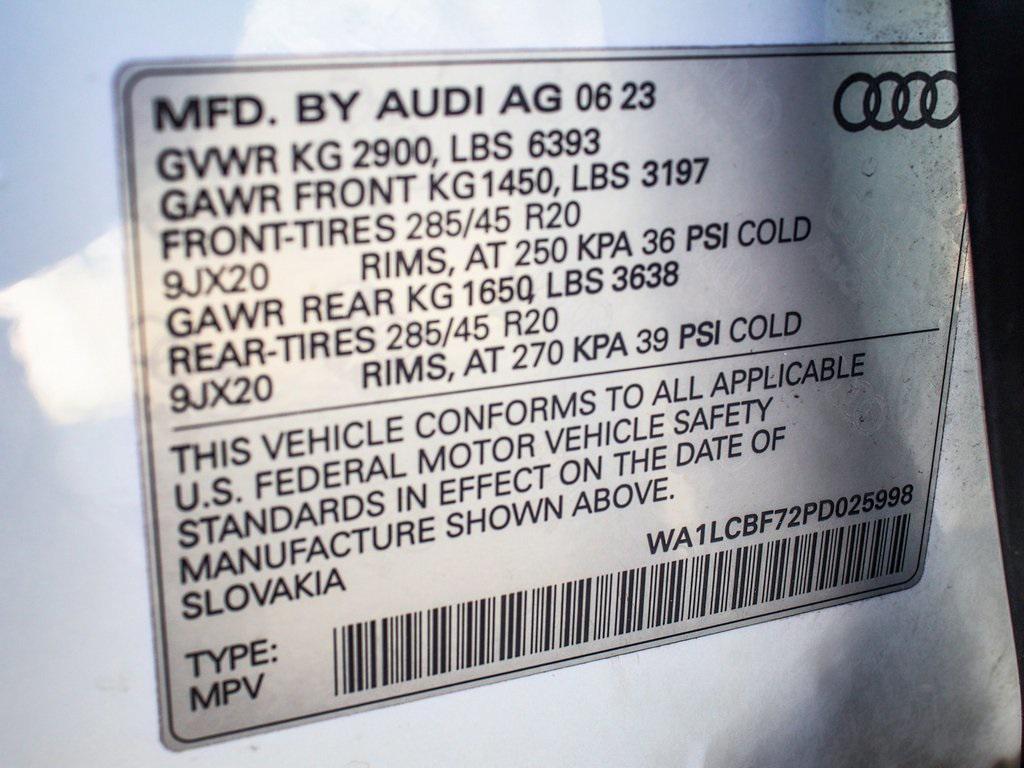 MFD. BY AUDI AG 06 23
GVWR KG 2900, LBS 6393
GAWR FRONT KG 1450, LBS 3197
FRONT-TIRES 285/45 R20
9JX20 RIMS, AT 250 KPA 36 PSI COLD
GAWR REAR KG 1650, LBS 3638
REAR-TIRES 285/45 R20
9JX20 RIMS, AT 270 KPA 39 PSI COLD
THIS VEHICLE CONFORMS TO ALL APPLICABLE
U.S. FEDERAL MOTOR VEHICLE SAFETY
STANDARDS IN EFFECT ON THE DATE OF
MANUFACTURE SHOWN ABOVE.
SLOVAKIA
WA1LCBF72PD025998
TYPE:
MPV